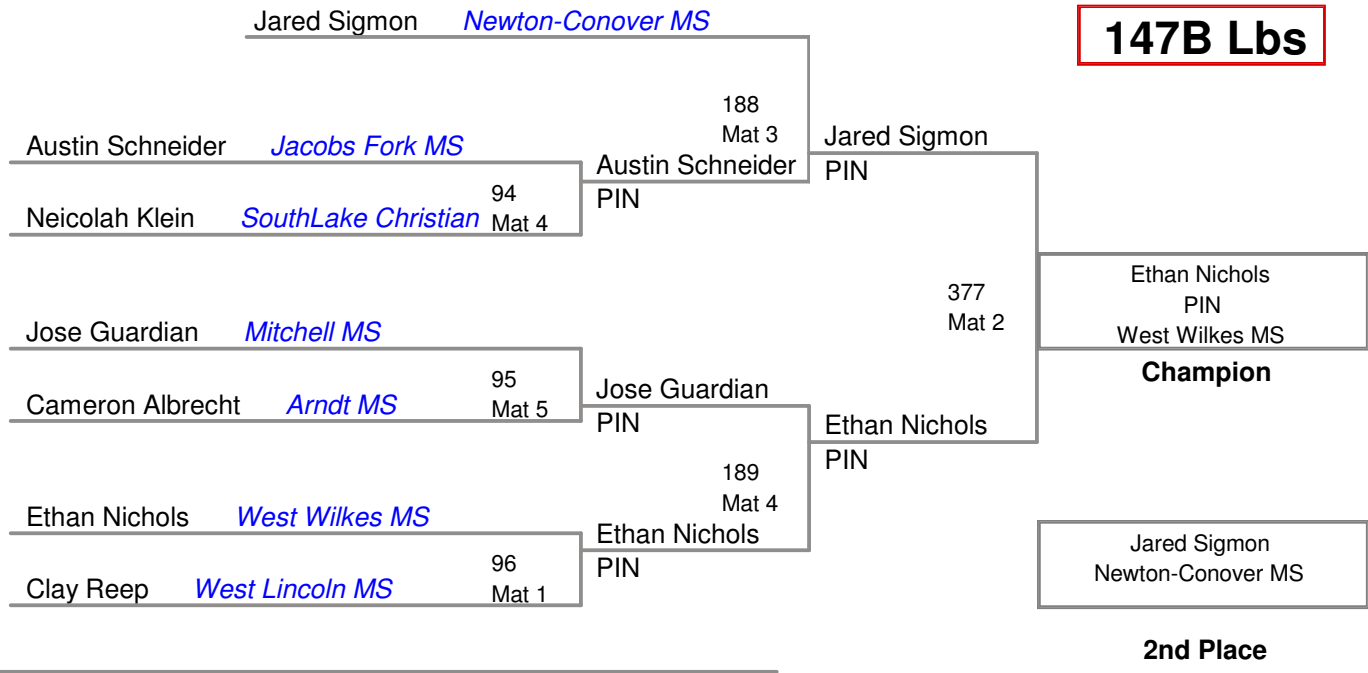 Jared Sigmon Newton-Conover MS
147B Lbs
188
Mat 3
Austin Schneider Jacobs Fork MS
Jared Sigmon
PIN
Austin Schneider
PIN
94
Mat 4
Neicolah Klein SouthLake Christian
Ethan Nichols
PIN
West Wilkes MS
Champion
377
Mat 2
Jose Guardian Mitchell MS
95
Mat 5
Cameron Albrecht Arndt MS
Jose Guardian
PIN
Ethan Nichols
PIN
189
Mat 4
Ethan Nichols West Wilkes MS
Ethan Nichols
PIN
96
Mat 1
Clay Reep West Lincoln MS
Jared Sigmon
Newton-Conover MS
2nd Place